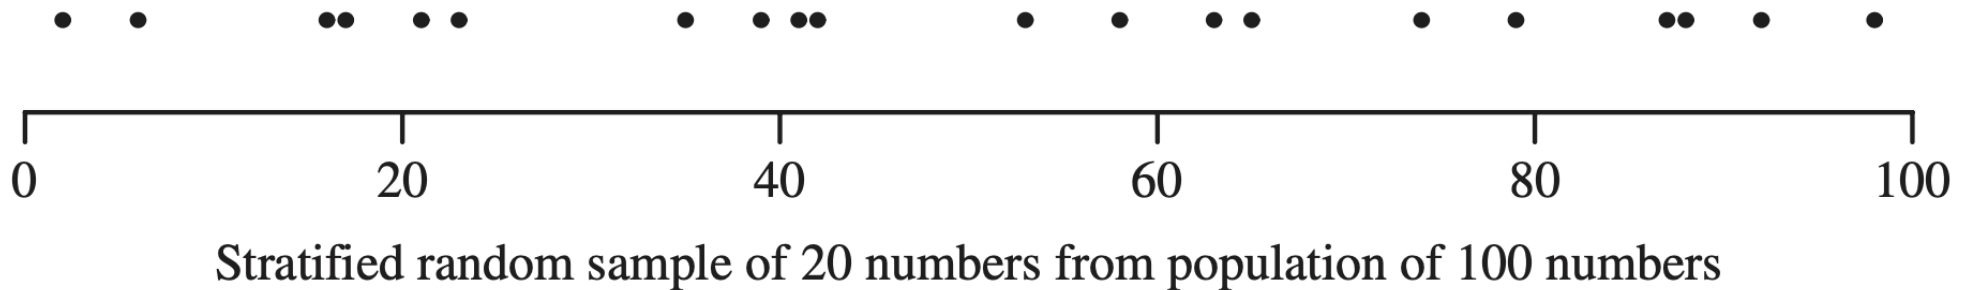 0 20 40 60 80 100
Stratified random sample of 20 numbers from population of 100 numbers